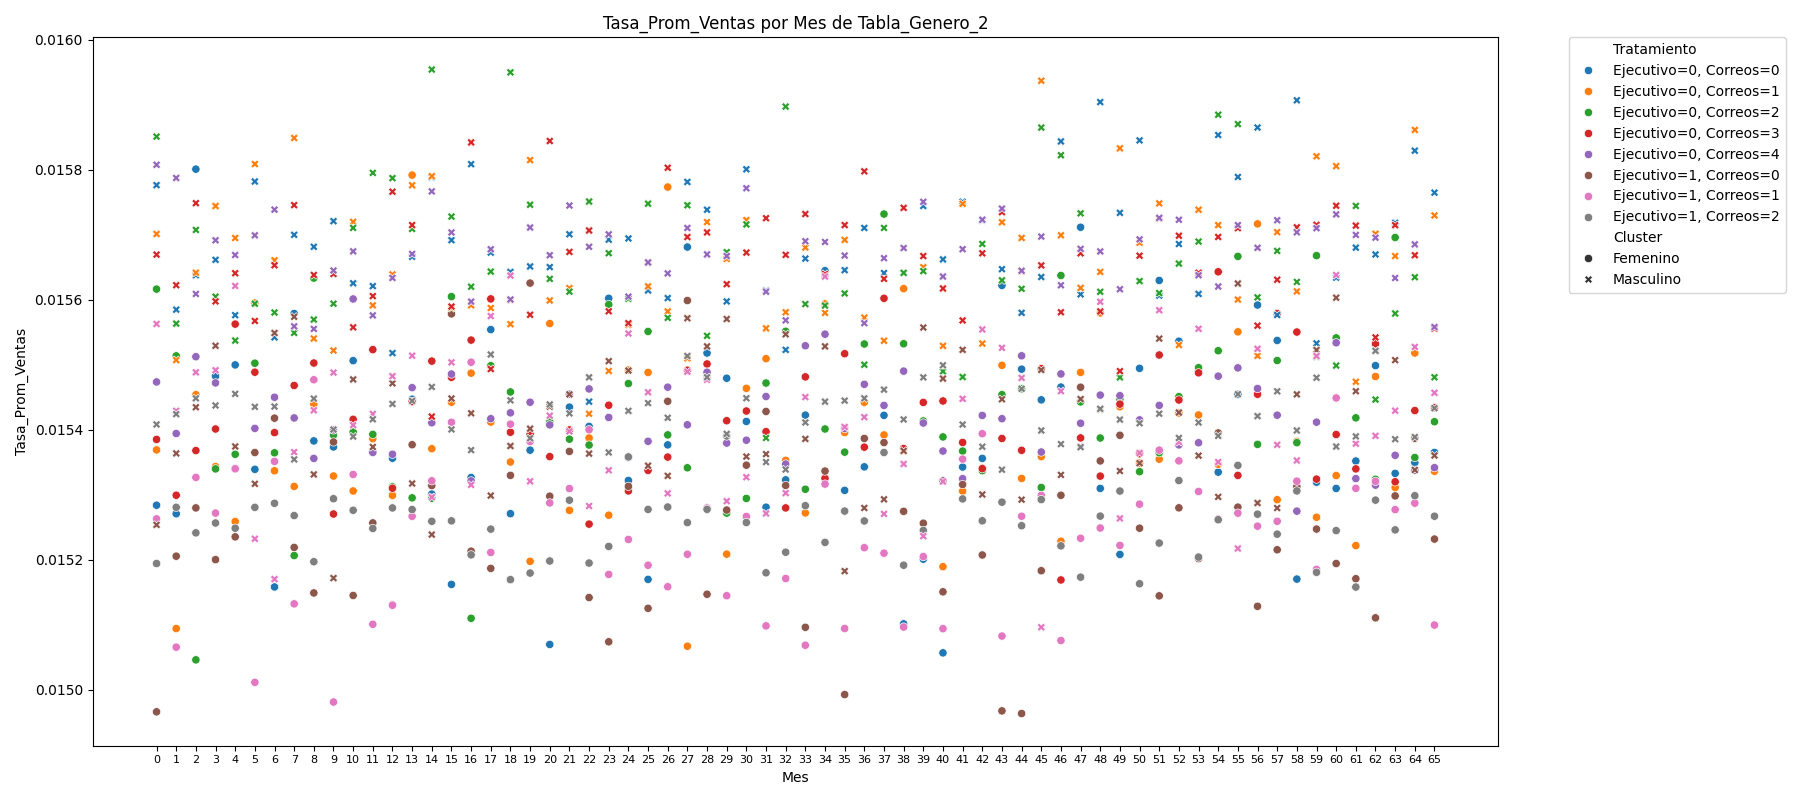 Tasa_Prom_Ventas por Mes de Tabla_Genero_2
Tasa_Prom_Ventas
0.0160
0.0158
0.0156
0.0154
0.0152
0.0150
0 1 2 3 4 5 6 7 8 9 10 11 12 13 14 15 16 17 18 19 20 21 22 23 24 25 26 27 28 29 30 31 32 33 34 35 36 37 38 39 40 41 42 43 44 45 46 47 48 49 50 51 52 53 54 55 56 57 58 59 60 61 62 63 64 65
Mes
Tratamiento
Ejecutivo=0, Correos=0
Ejecutivo=0, Correos=1
Ejecutivo=0, Correos=2
Ejecutivo=0, Correos=3
Ejecutivo=0, Correos=4
Ejecutivo=1, Correos=0
Ejecutivo=1, Correos=1
Ejecutivo=1, Correos=2
Cluster
Femenino
Masculino